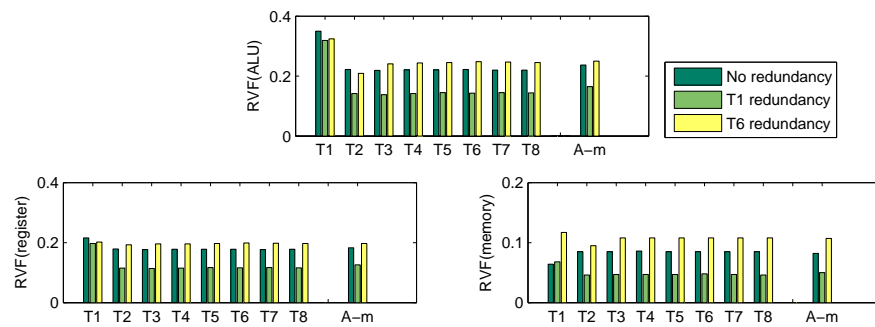 0.4
0.2
0
RVF(ALU)
T1 T2 T3 T4 T5 T6 T7 T8 A−m
No redundancy
T1 redundancy
T6 redundancy
0.4
0.2
0
RVF(register)
T1 T2 T3 T4 T5 T6 T7 T8 A−m
0.2
0.1
0
RVF(memory)
T1 T2 T3 T4 T5 T6 T7 T8 A−m